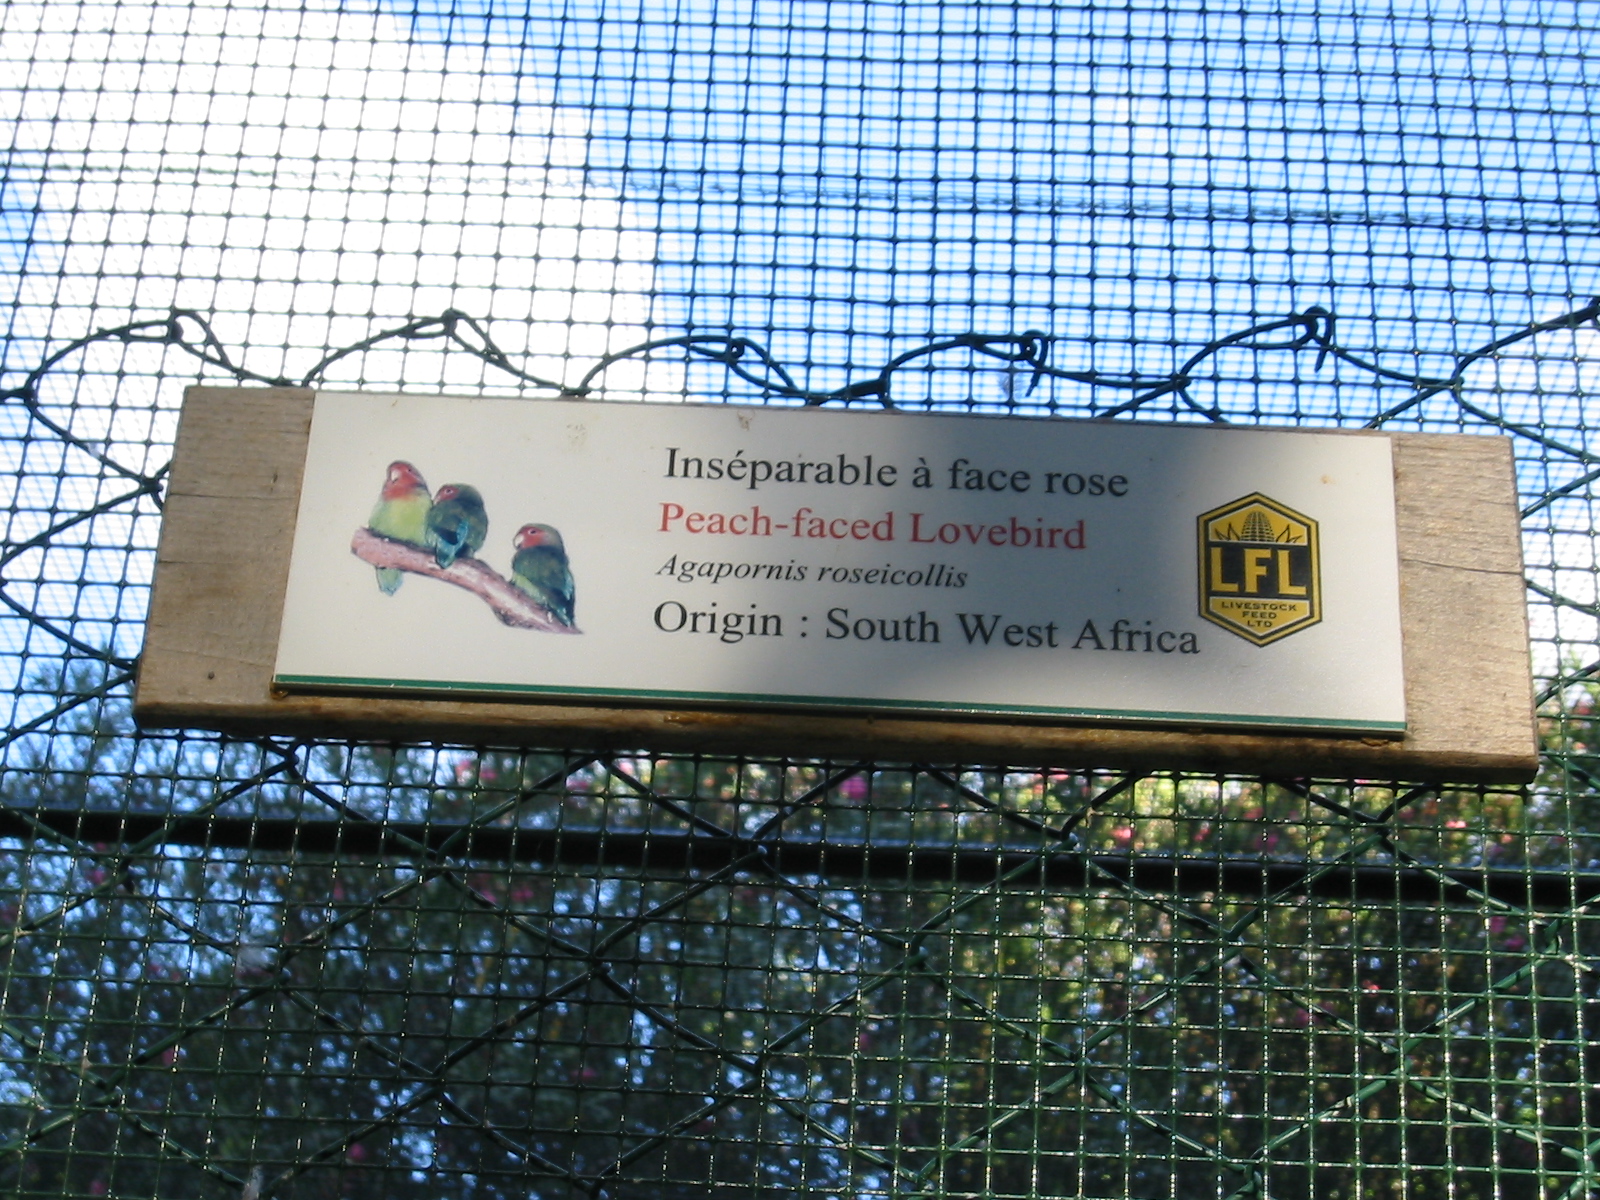 Inséparable à face rose
Peach-faced Lovebird
Agapornis roseicollis
Origin : South West Africa
LFL
LIVESTOCK
FEED
LTD